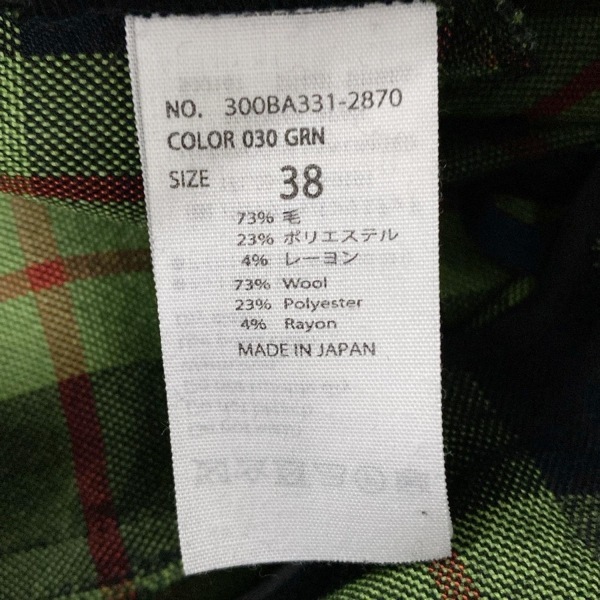 NO. 300BA331-2870
COLOR 030 GRN
SIZE 38
73% 毛
23% ポリエステル
4% レーヨン
73% Wool
23% Polyester
4% Rayon
MADE IN JAPAN